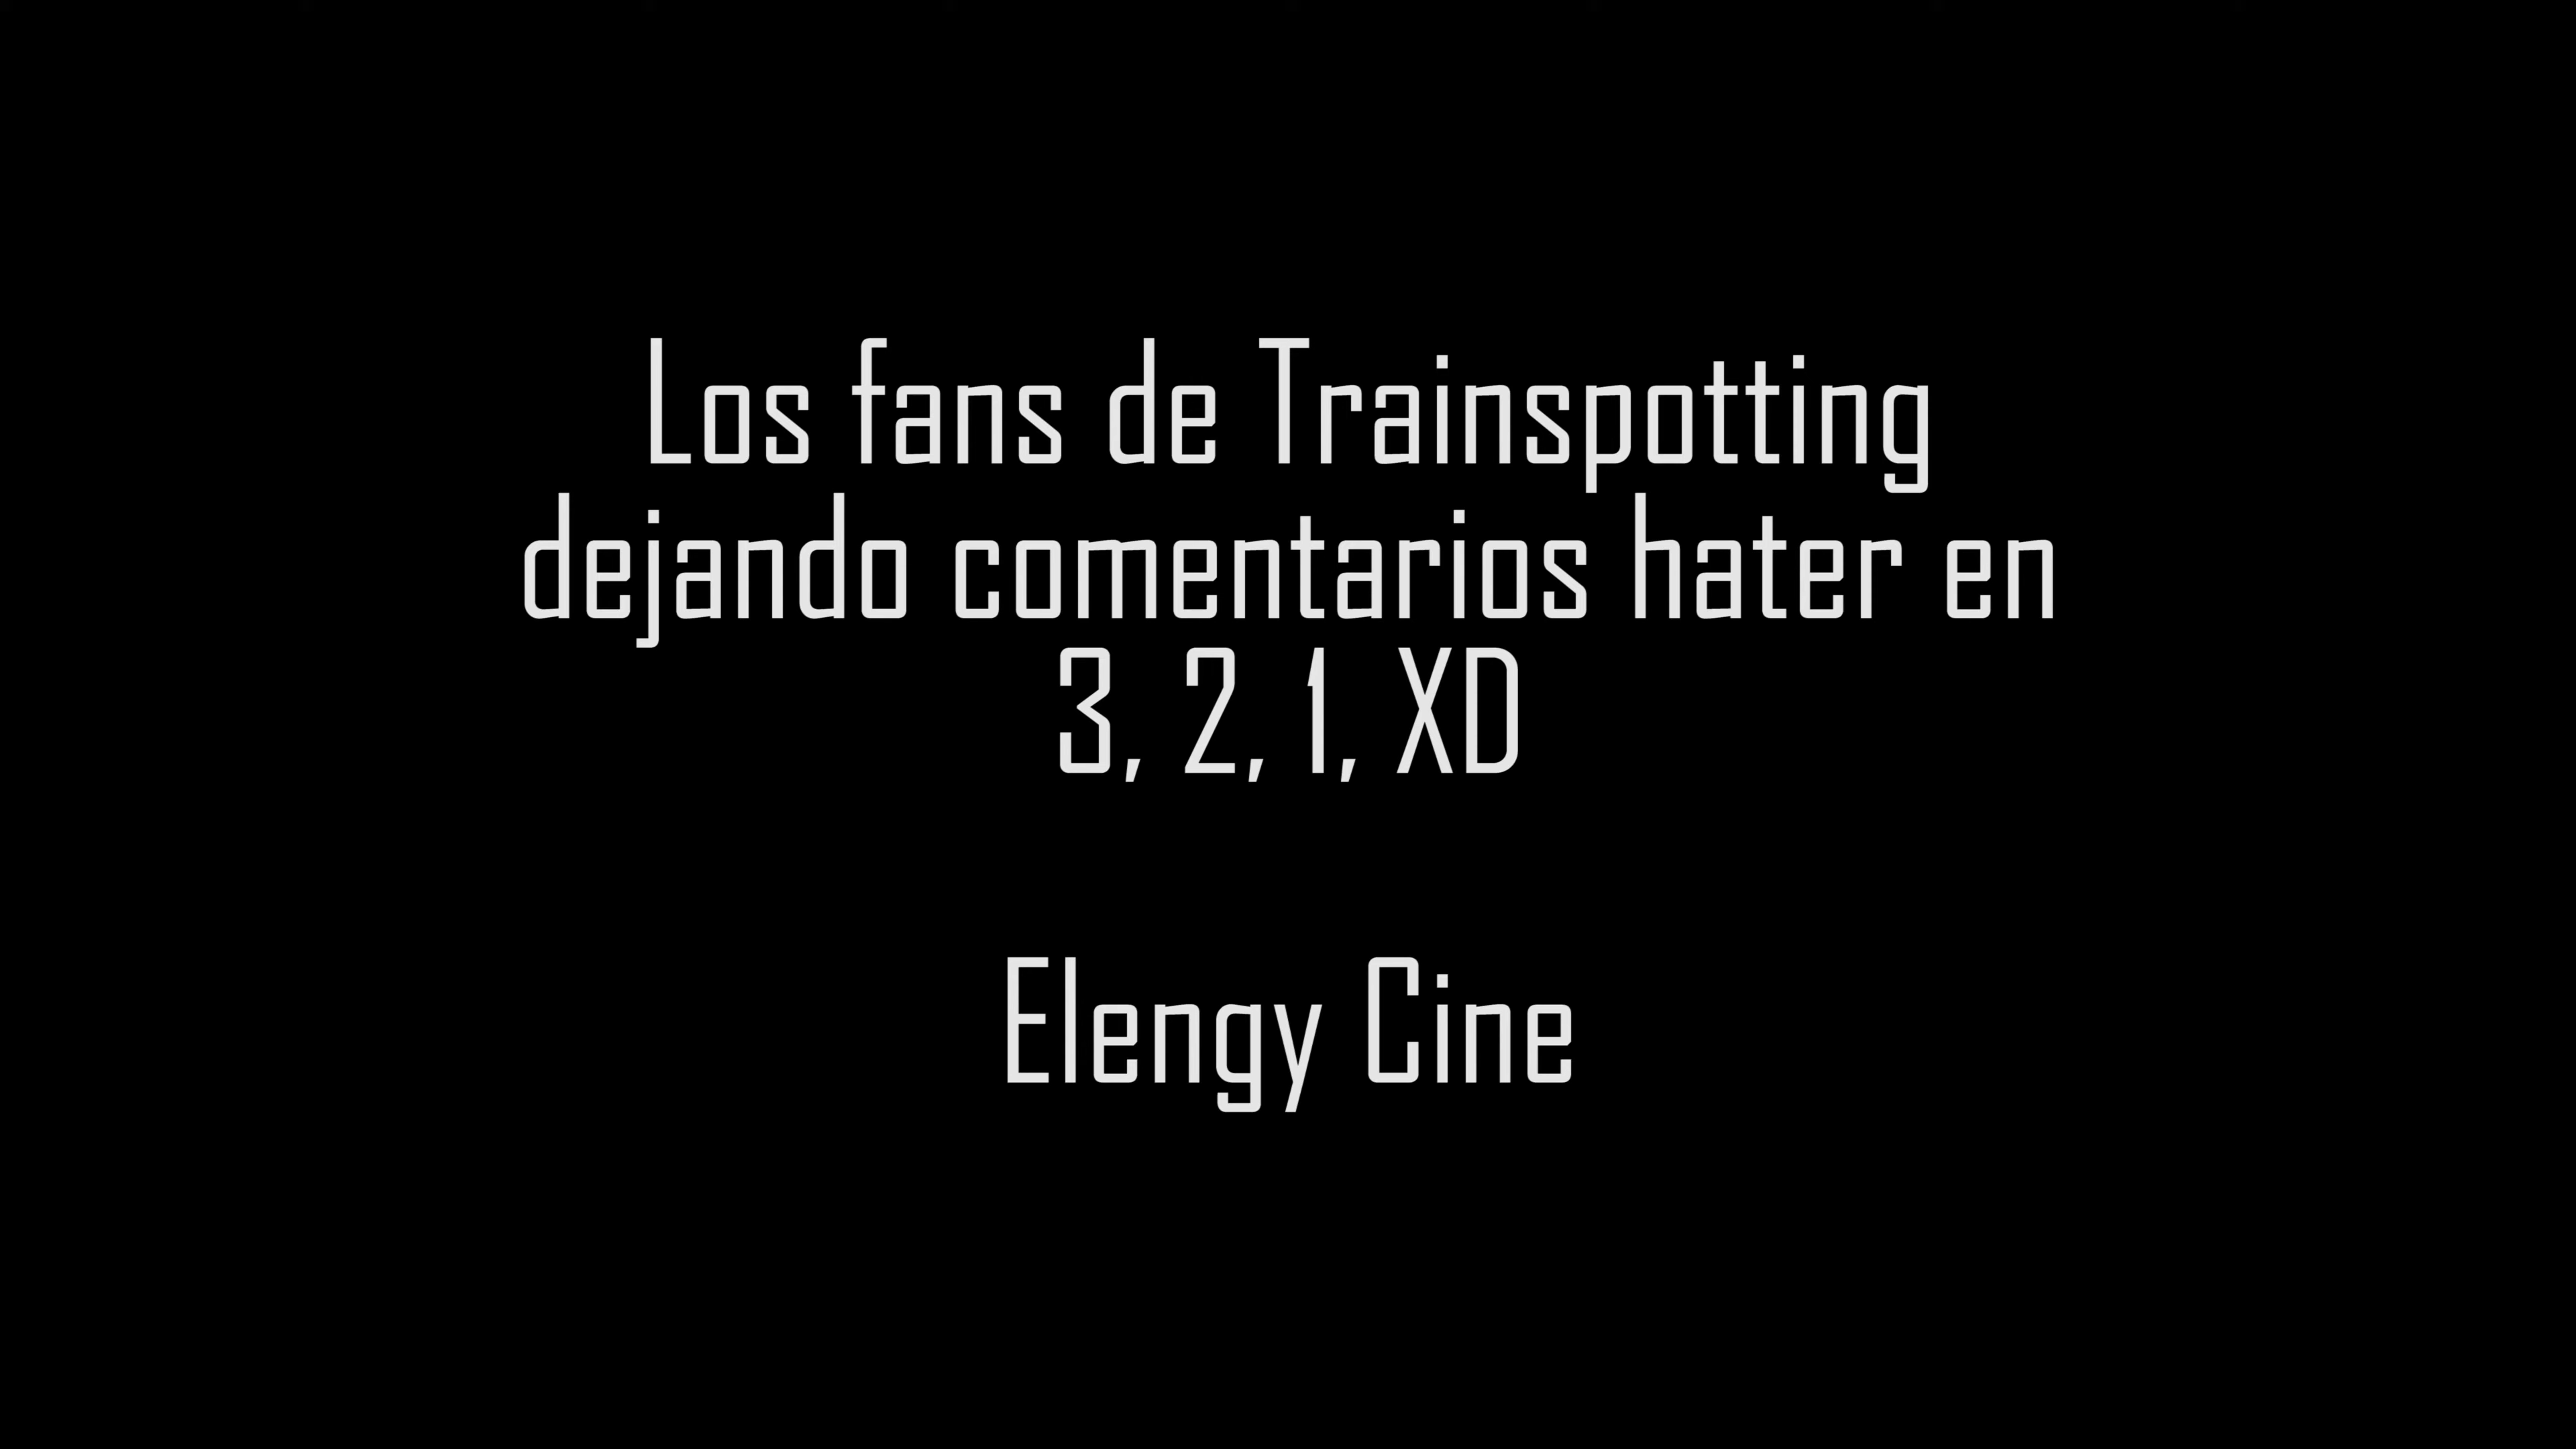 Los fans de Trainspotting
dejando comentarios hater en
3, 2, 1, XD
Elengy Cine